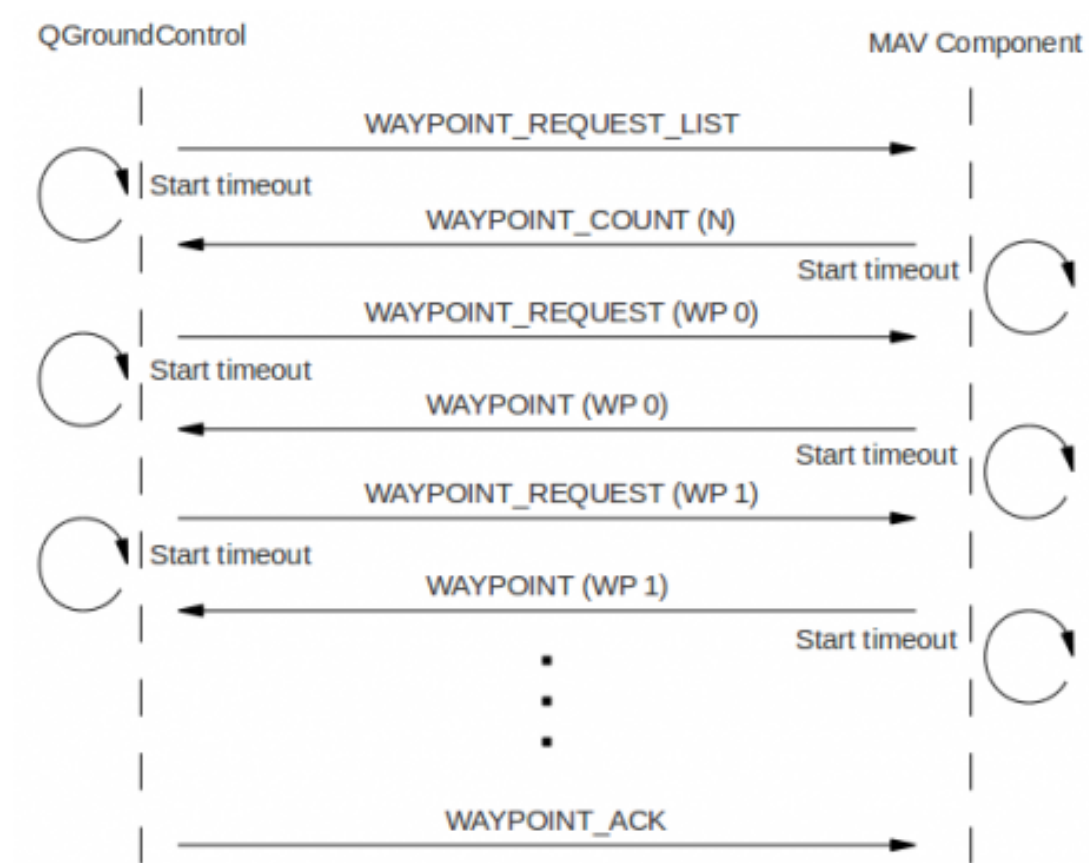 QGroundControl
MAV Component
WAYPOINT_REQUEST_LIST
Start timeout
WAYPOINT_COUNT (N)
Start timeout
WAYPOINT_REQUEST (WP 0)
Start timeout
WAYPOINT (WP 0)
Start timeout
WAYPOINT_REQUEST (WP 1)
Start timeout
WAYPOINT (WP 1)
Start timeout
WAYPOINT_ACK